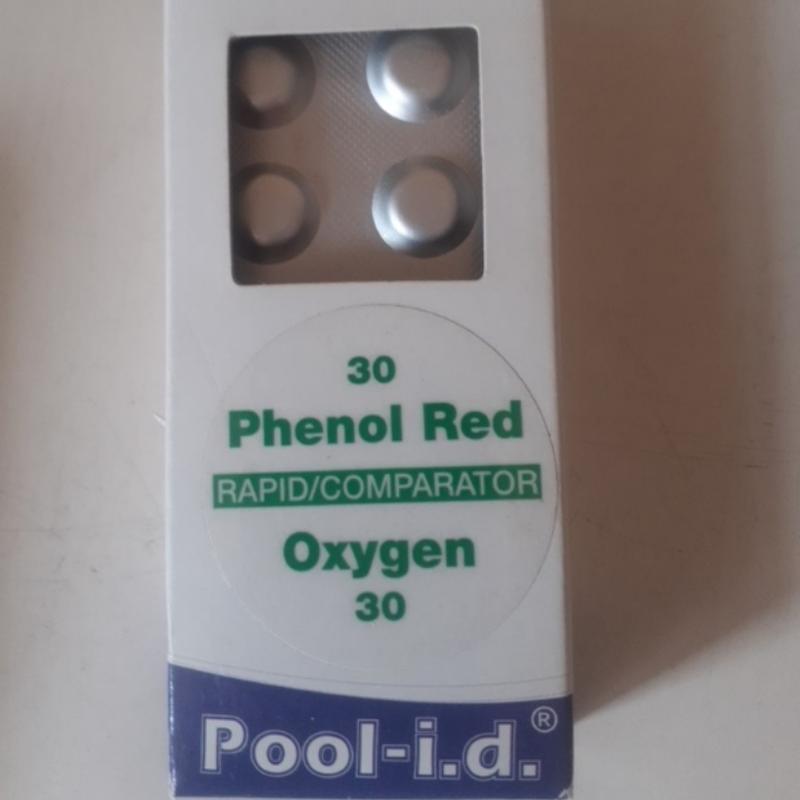 30
Phenol Red
RAPID/COMPARATOR
Oxygen
30
Pool-i.d.®